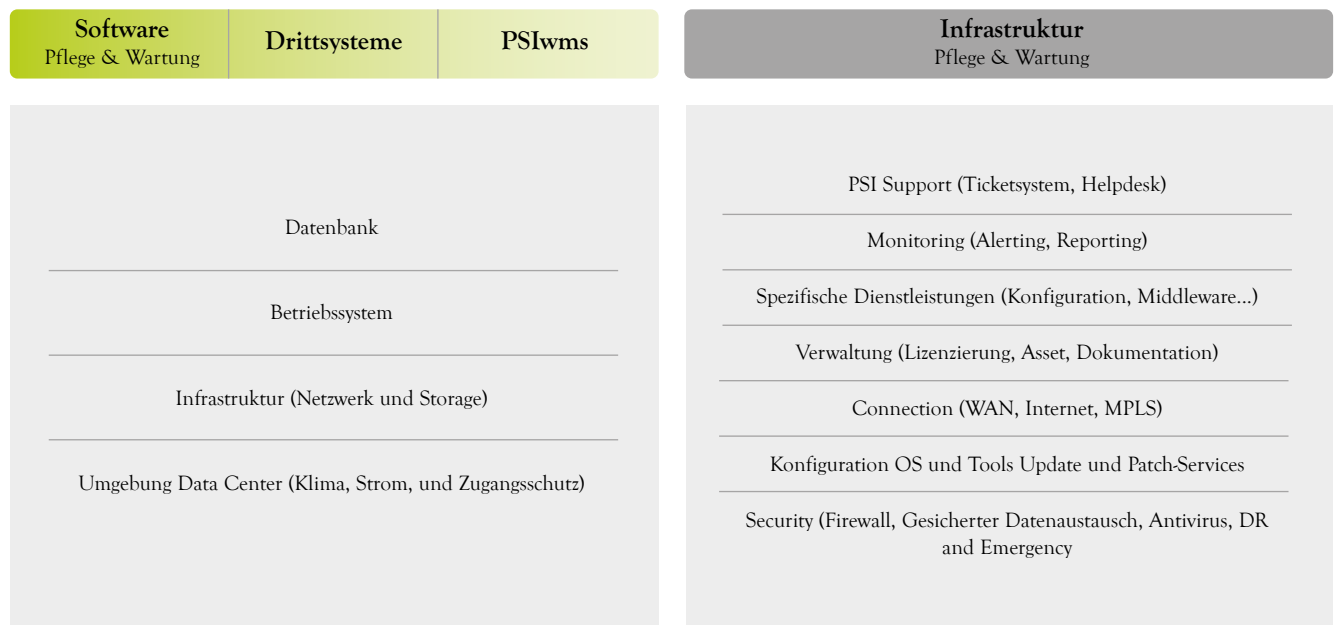 Software
Pflege & Wartung
Drittsysteme
PSIwms
Infrastruktur
Pflege & Wartung
Datenbank
Betriebssystem
Infrastruktur (Netzwerk und Storage)
Umgebung Data Center (Klima, Strom, und Zugangsschutz)
PSI Support (Ticketsystem, Helpdesk)
Monitoring (Alerting, Reporting)
Spezifische Dienstleistungen (Konfiguration, Middleware...)
Verwaltung (Lizenzierung, Asset, Dokumentation)
Connection (WAN, Internet, MPLS)
Konfiguration OS und Tools Update und Patch-Services
Security (Firewall, Gesicherter Datenaustausch, Antivirus, DR
and Emergency